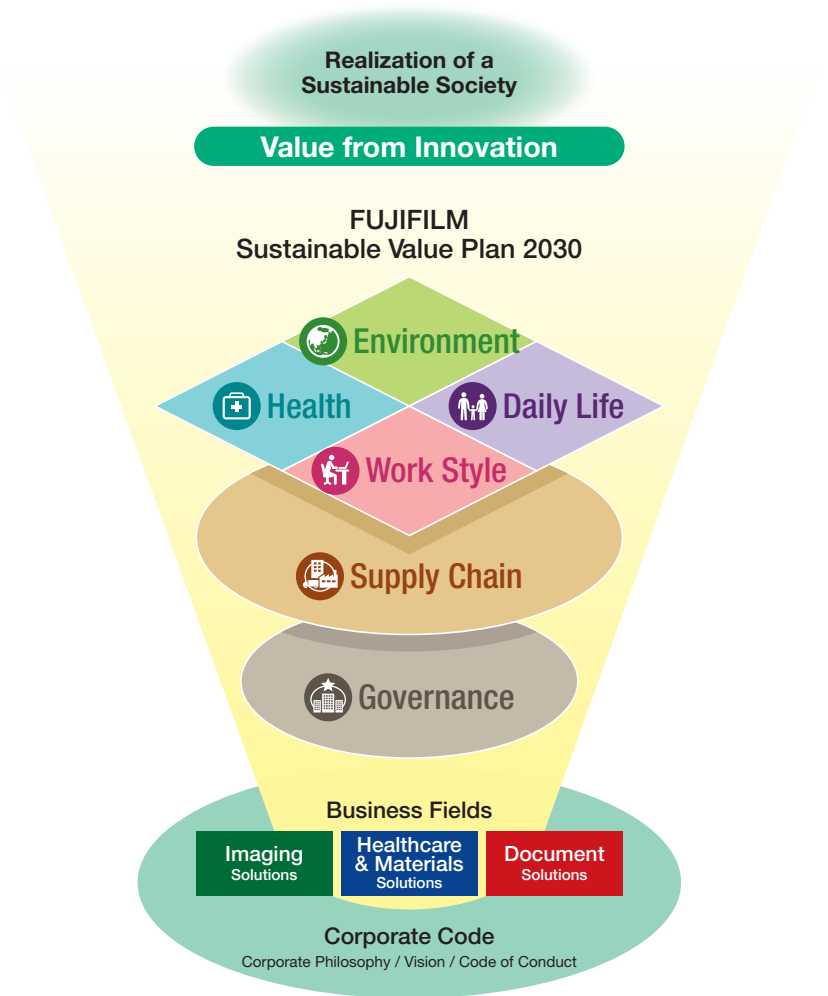 Realization of a
Sustainable Society
Value from Innovation
FUJIFILM
Sustainable Value Plan 2030
Environment
Health
Daily Life
Work Style
Supply Chain
Governance
Business Fields
Imaging
Solutions
Healthcare
& Materials
Solutions
Document
Solutions
Corporate Code
Corporate Philosophy / Vision / Code of Conduct